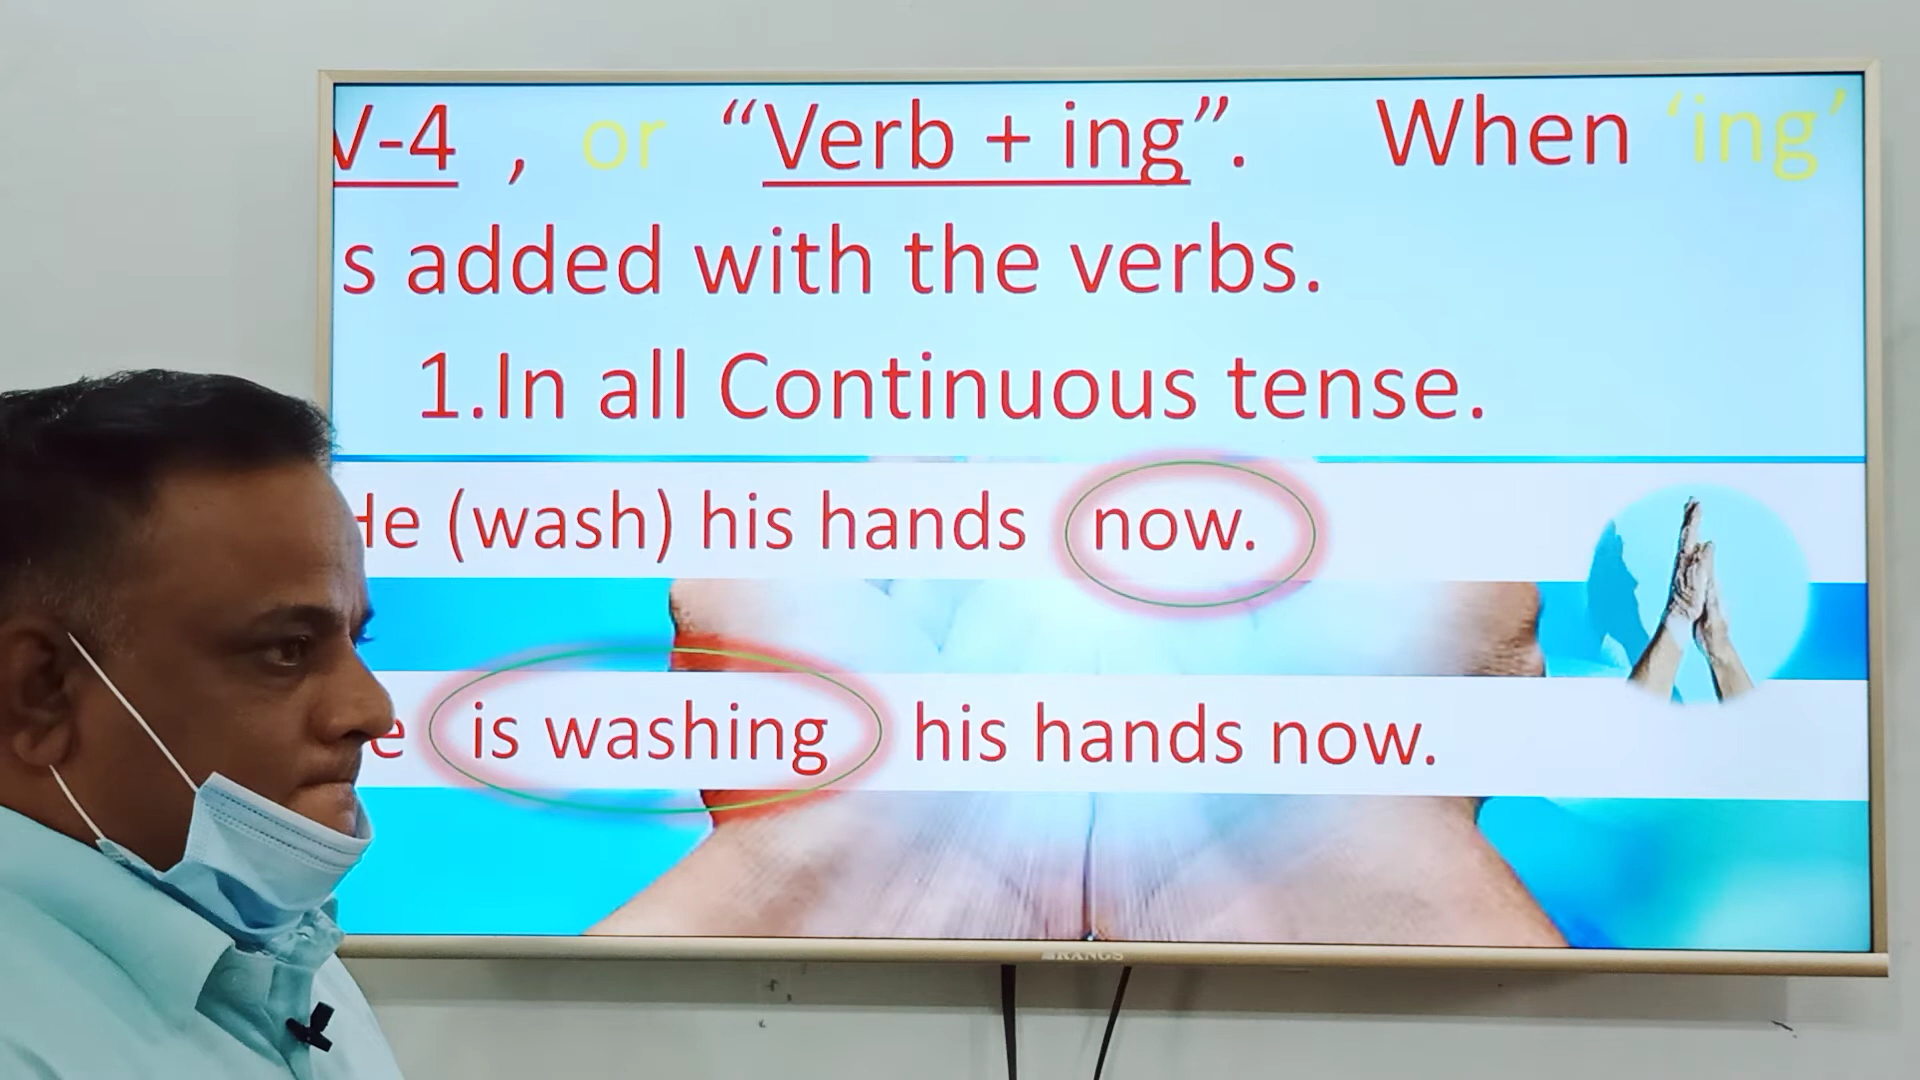 V-4 , or “Verb + ing”. When ‘ing’
s added with the verbs.
1.In all Continuous tense.
He (wash) his hands now.
e is washing his hands now.
RANGS